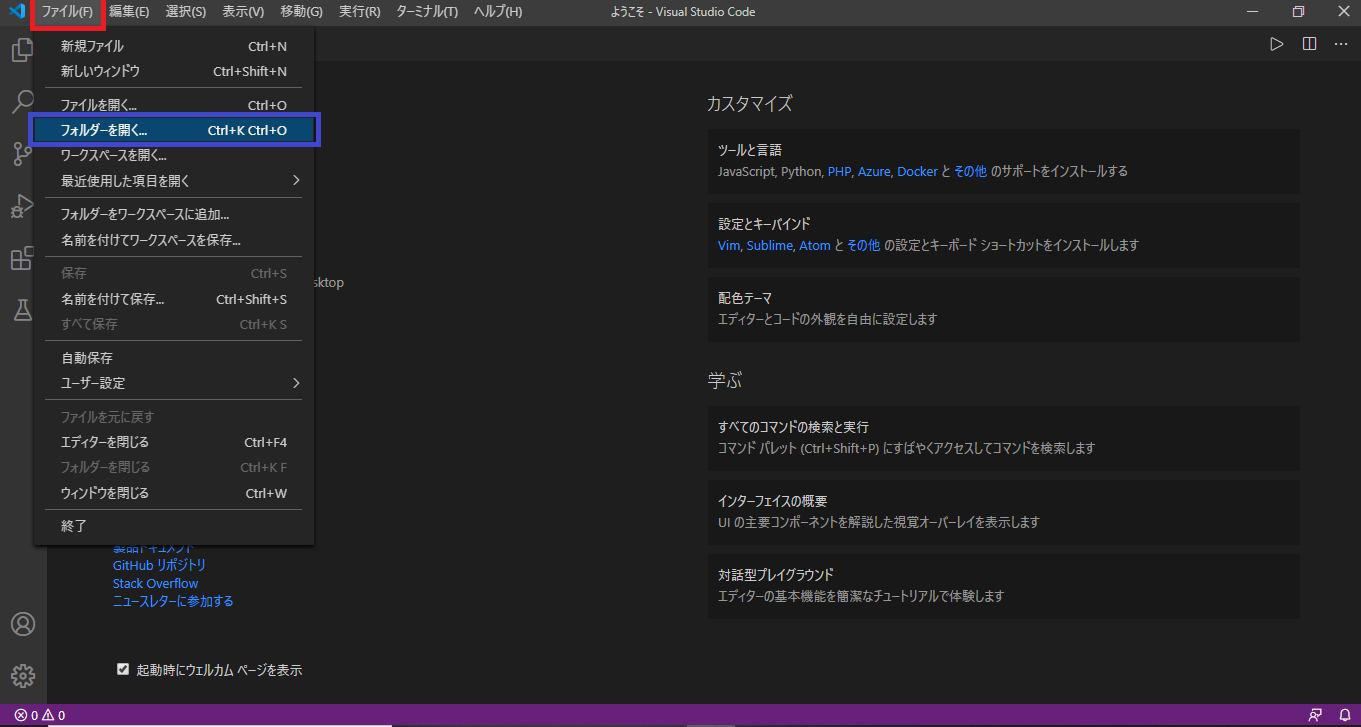 ファイル(F) 編集(E) 選択(S) 表示(V) 移動(G) 実行(R) ターミナル(T) ヘルプ(H) ようこそ - Visual Studio Code
新規ファイル Ctrl+N
新しいウィンドウ Ctrl+Shift+N
ファイルを開く... Ctrl+O
フォルダーを開く... Ctrl+K Ctrl+O
ワークスペースを開く...
最近使用した項目を開く
フォルダーをワークスペースに追加...
名前を付けてワークスペースを保存...
保存 Ctrl+S
名前を付けて保存... Ctrl+Shift+S
すべて保存 Ctrl+K S
自動保存
ユーザー設定
ファイルを元に戻す
エディターを閉じる Ctrl+F4
フォルダーを閉じる Ctrl+K F
ウィンドウを閉じる Ctrl+W
終了
sktop
製品ドキュメント
GitHub リポジトリ
Stack Overflow
ニュースレターに参加する
起動時にウェルカム ページを表示
カスタマイズ
ツールと言語
JavaScript, Python, PHP, Azure, Docker と その他 のサポートをインストールする
設定とキーバインド
Vim, Sublime, Atom と その他 の設定とキーボード ショートカットをインストールします
配色テーマ
エディターとコードの外観を自由に設定します
学ぶ
すべてのコマンドの検索と実行
コマンド パレット (Ctrl+Shift+P) にすばやくアクセスしてコマンドを検索します
インターフェイスの概要
UI の主要コンポーネントを解説した視覚オーバーレイを表示します
対話型プレイグラウンド
エディターの基本機能を簡潔なチュートリアルで体験します
0 0